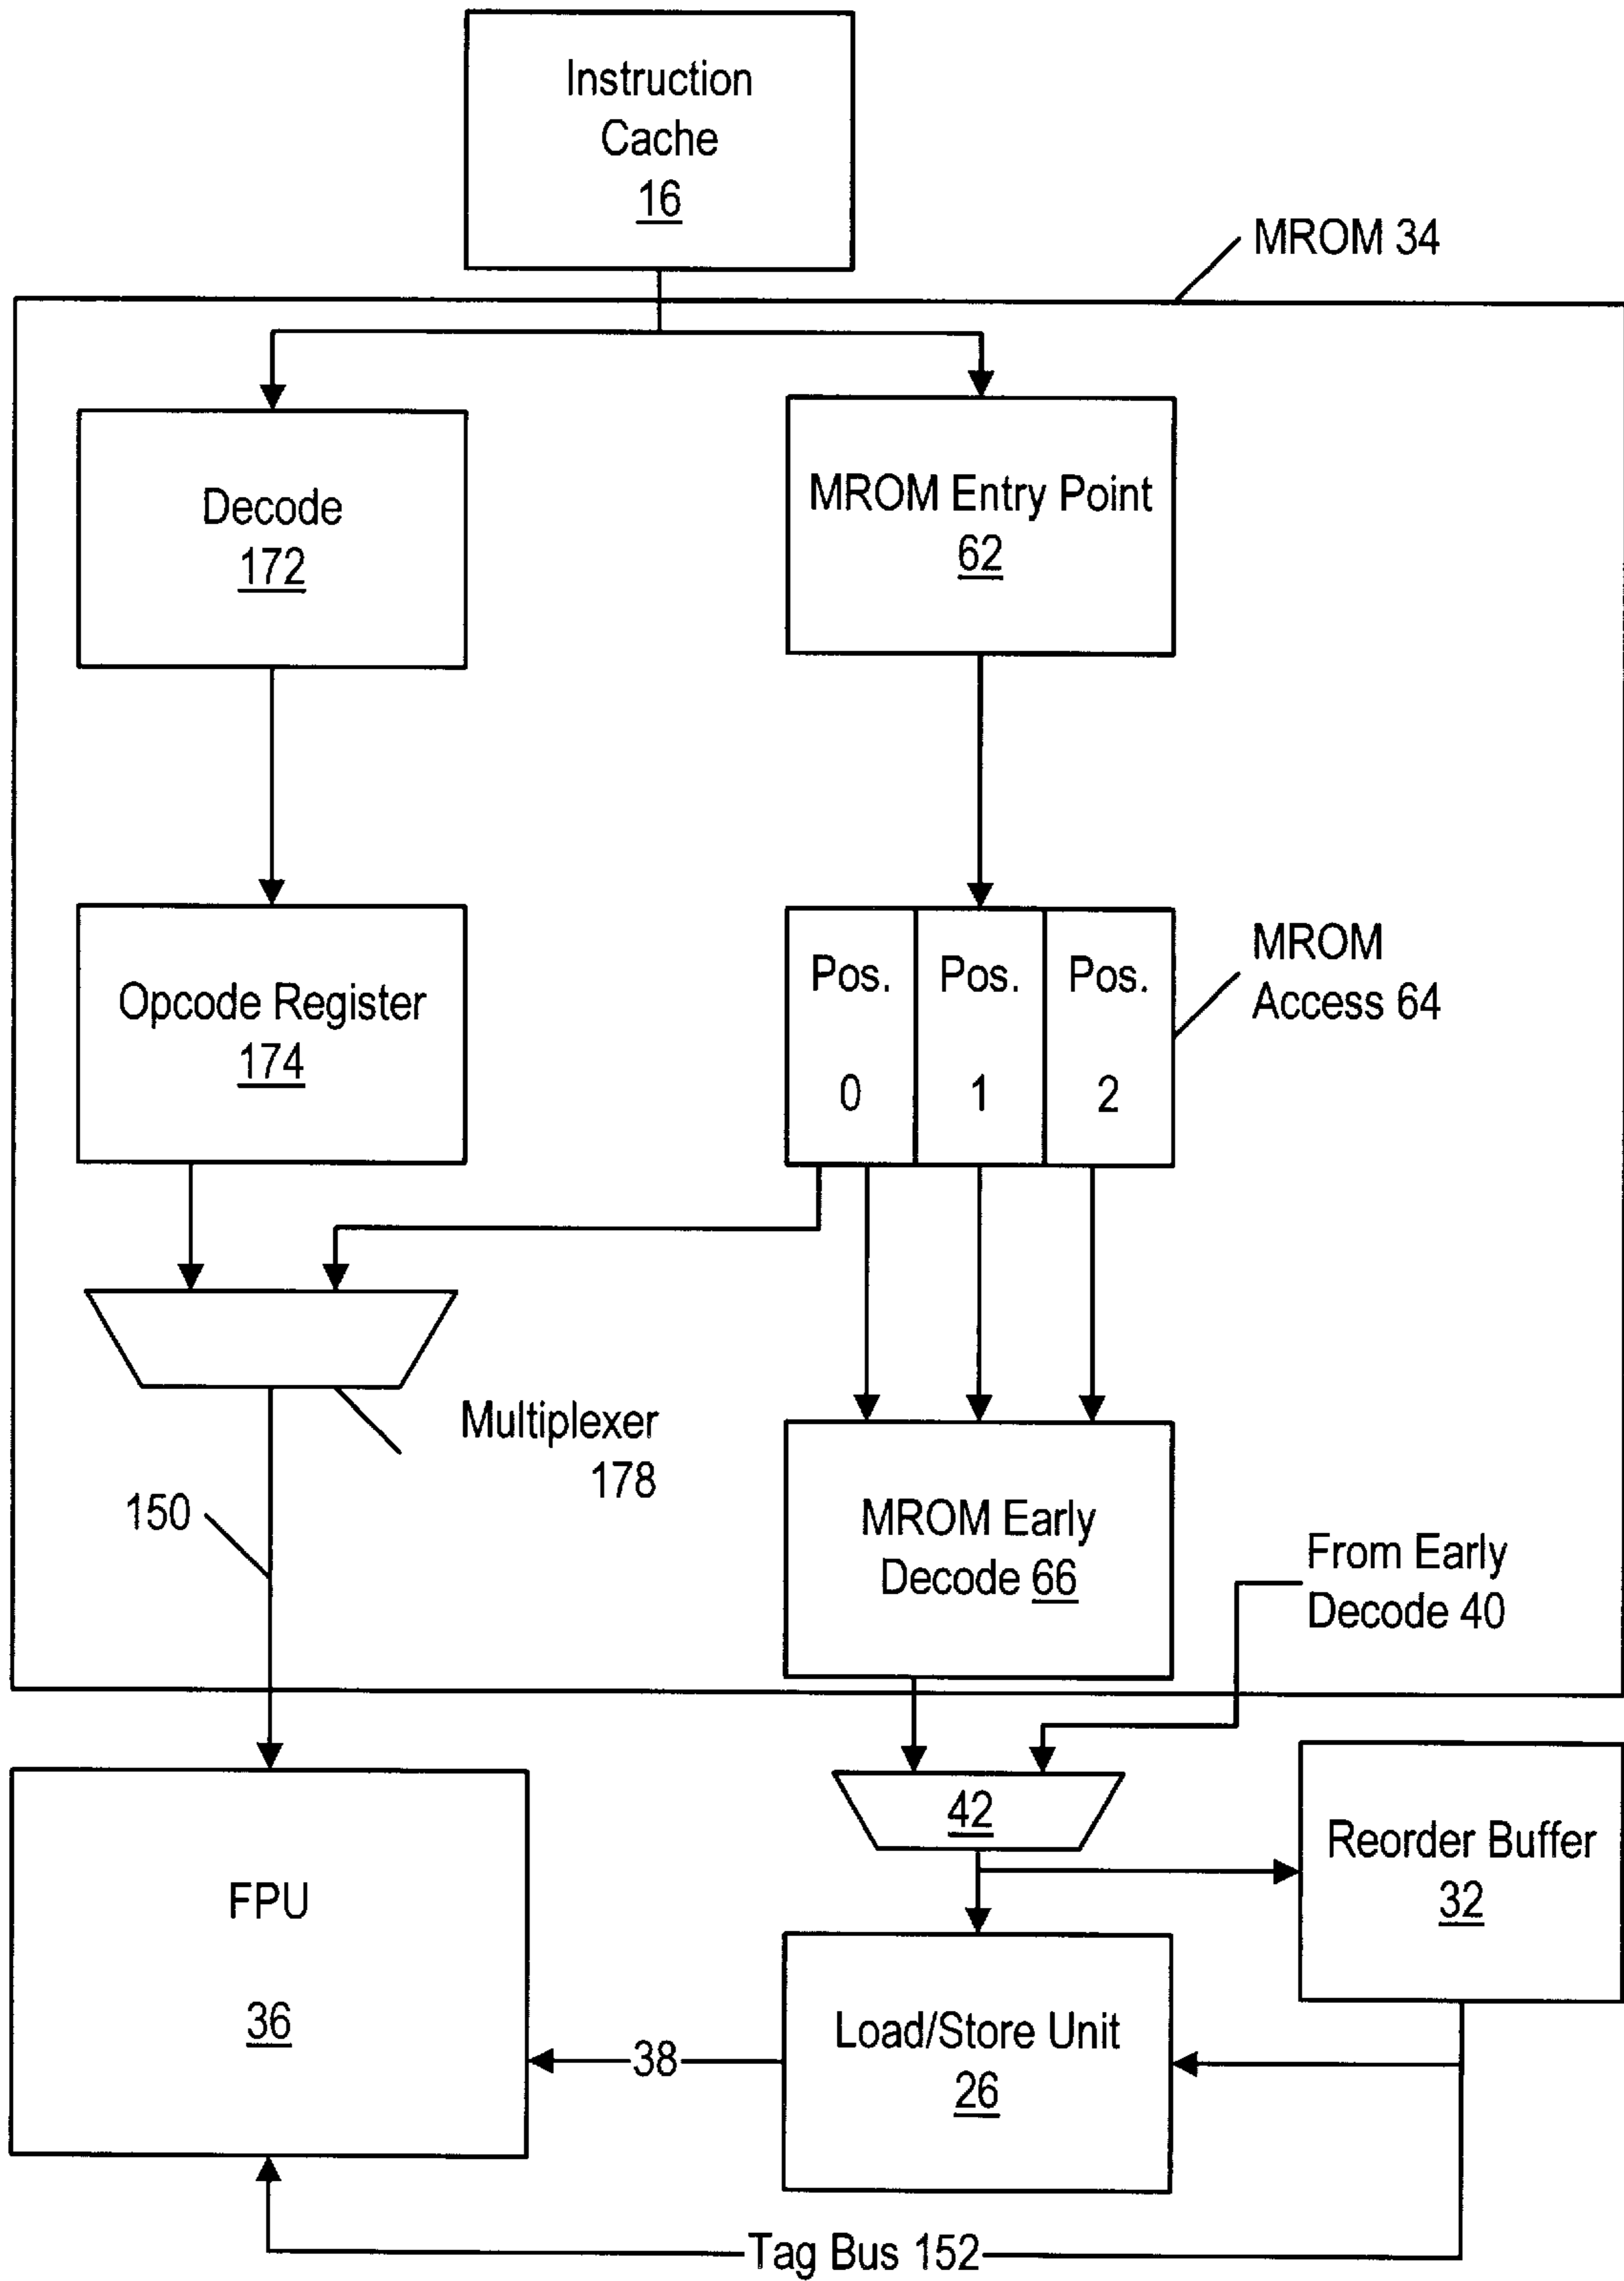 Instruction
Cache
16
MROM 34
Decode
172
MROM Entry Point
62
Opcode Register
174
Pos.
0
Pos.
1
Pos.
2
MROM
Access 64
Multiplexer
178
150
MROM Early
Decode 66
From Early
Decode 40
42
Reorder Buffer
32
FPU
36
38
Load/Store Unit
26
Tag Bus 152